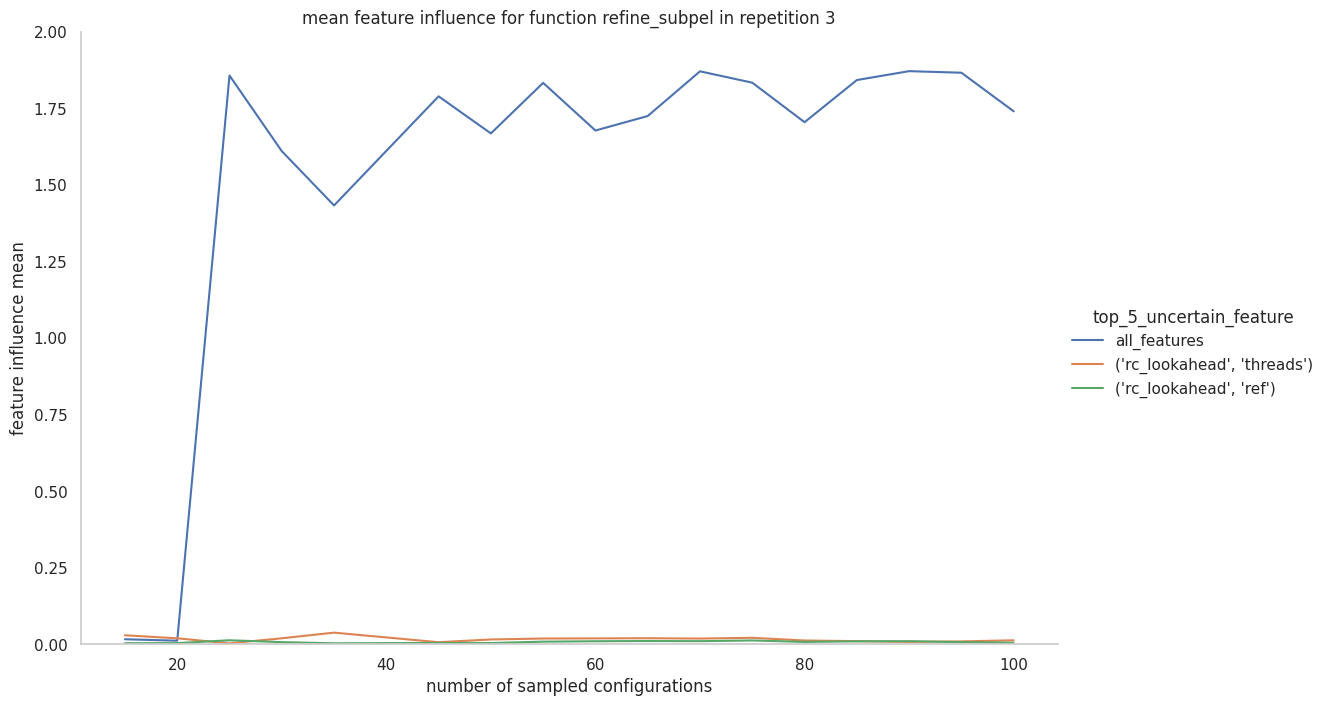 mean feature influence for function refine_subpel in repetition 3
2.00
1.75
1.50
1.25
1.00
0.75
0.50
0.25
0.00
feature influence mean
20
40
60
80
100
number of sampled configurations
top_5_uncertain_feature
all_features
('rc_lookahead', 'threads')
('rc_lookahead', 'ref')